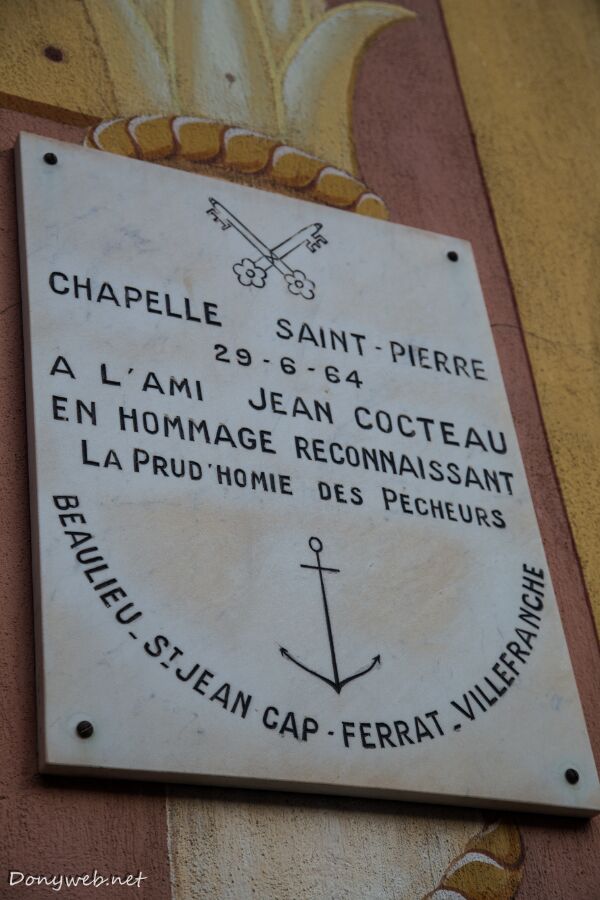 CHAPELLE SAINT-PIERRE
29-6-64
A L'AMI JEAN COCTEAU
EN HOMMAGE RECONNAISSANT
LA PRUD'HOMIE DES PECHEURS
BEAULIEU-ST JEAN CAP-FERRAT-VILLEFRANCHE
Donyweb.net